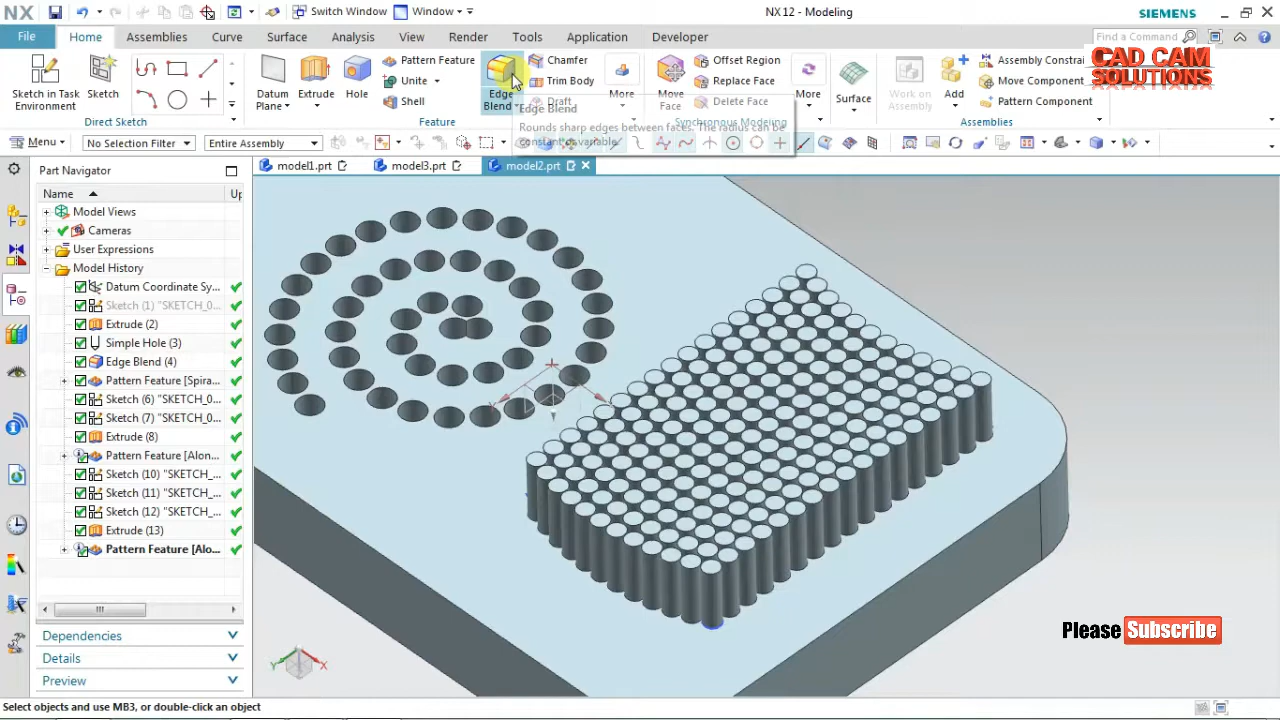 NX
Switch Window
Window
NX 12 - Modeling
SIEMENS
File
Home
Assemblies
Curve
Surface
Analysis
View
Render
Tools
Application
Developer
Find a Command
CAD CAM
SOLUTIONS
Sketch in Task
Environment
Sketch
Direct Sketch
Datum
Plane
Extrude
Hole
Pattern Feature
Unite
Shell
Edge
Blend
Chamfer
Trim Body
Draft
More
Feature
Move
Face
Offset Region
Replace Face
Delete Face
More
Synchronous Modeling
Surface
Work on
Assembly
Add
Assembly Constra
Move Component
Pattern Component
Assemblies
Edge Blend
Rounds sharp edges between faces. The radius can be
constant or variable.
Menu
No Selection Filter
Entire Assembly
Part Navigator
model1.prt
model3.prt
model2.prt
Name
Up
Model Views
Cameras
User Expressions
Model History
Datum Coordinate Sy...
Sketch (1) "SKETCH_0...
Extrude (2)
Simple Hole (3)
Edge Blend (4)
Pattern Feature [Spira...
Sketch (6) "SKETCH_0...
Sketch (7) "SKETCH_0...
Extrude (8)
Pattern Feature [Alon...
Sketch (10) "SKETCH_...
Sketch (11) "SKETCH_...
Sketch (12) "SKETCH_...
Extrude (13)
Pattern Feature [Alo...
Dependencies
Details
Preview
Y
X
Please Subscribe
Select objects and use MB3, or double-click an object